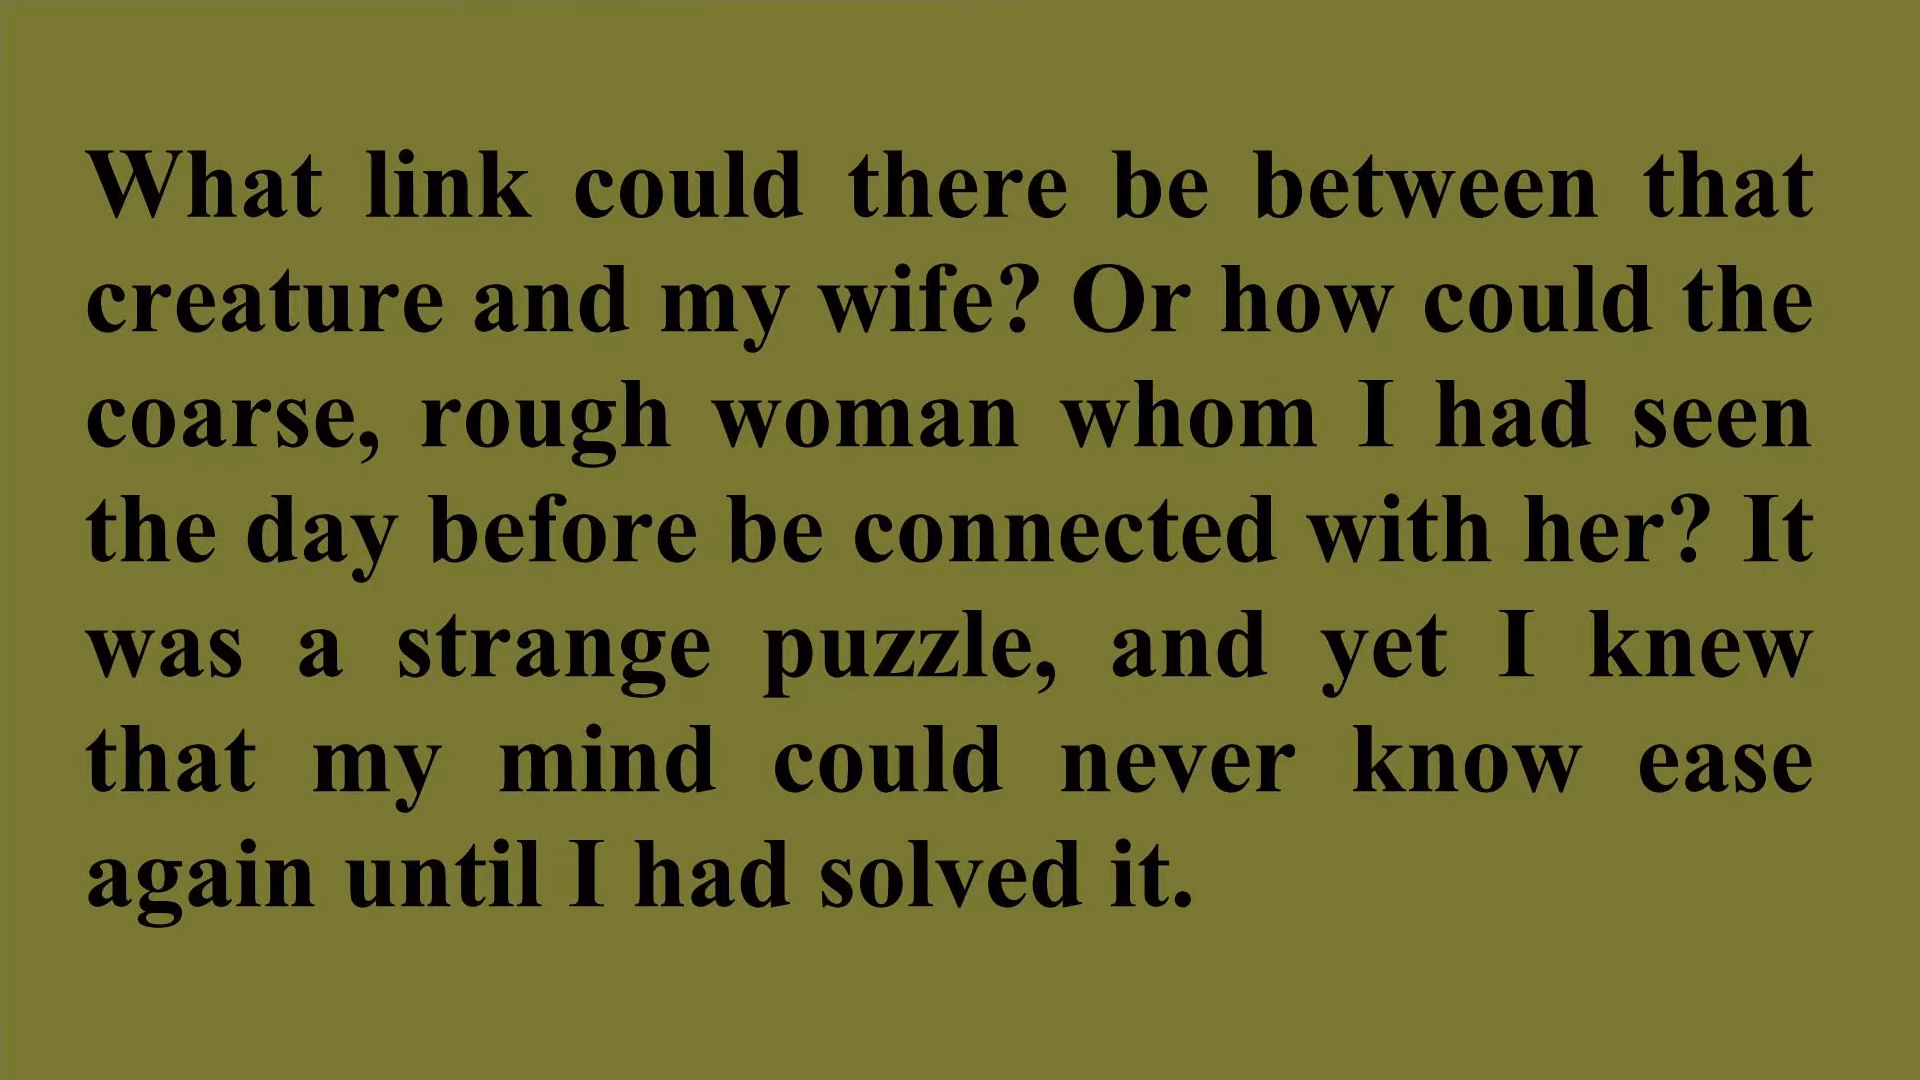 What link could there be between that
creature and my wife? Or how could the
coarse, rough woman whom I had seen
the day before be connected with her? It
was a strange puzzle, and yet I knew
that my mind could never know ease
again until I had solved it.